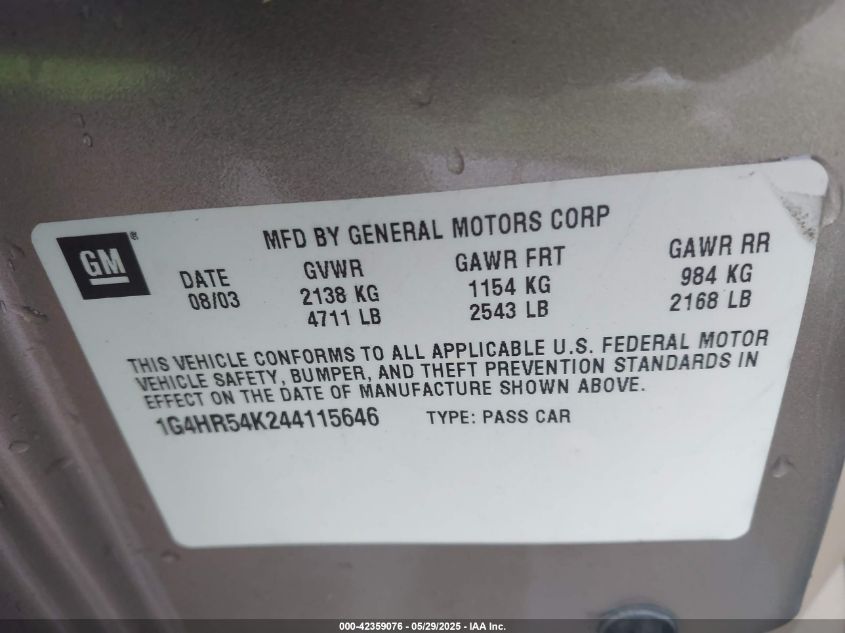 MFD BY GENERAL MOTORS CORP
GM®
DATE GVWR GAWR FRT GAWR RR
08/03 2138 KG 1154 KG 984 KG
4711 LB 2543 LB 2168 LB
THIS VEHICLE CONFORMS TO ALL APPLICABLE U.S. FEDERAL MOTOR
VEHICLE SAFETY, BUMPER, AND THEFT PREVENTION STANDARDS IN
EFFECT ON THE DATE OF MANUFACTURE SHOWN ABOVE.
1G4HR54K244115646 TYPE: PASS CAR
000-42359076 - 05/29/2025 - IAA Inc.